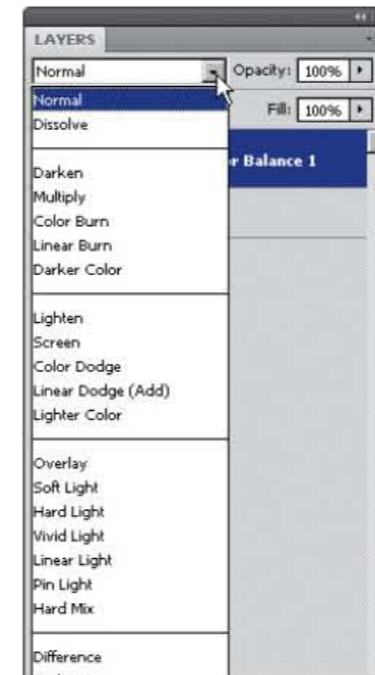 LAYERS
Normal Opacity: 100%
Normal Fill: 100%
Dissolve
Balance 1
Darken
Multiply
Color Burn
Linear Burn
Darker Color
Lighten
Screen
Color Dodge
Linear Dodge (Add)
Lighter Color
Overlay
Soft Light
Hard Light
Vivid Light
Linear Light
Pin Light
Hard Mix
Difference